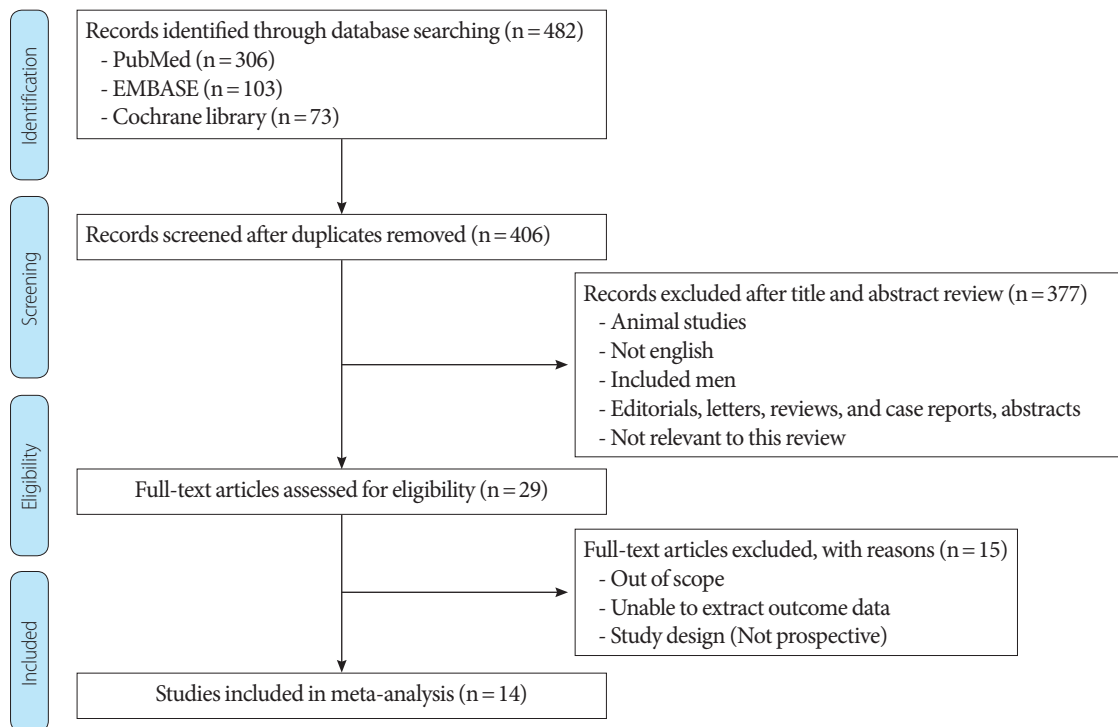 Identification
Records identified through database searching (n=482)
- PubMed (n=306)
- EMBASE (n=103)
- Cochrane library (n=73)
Screening
Records screened after duplicates removed (n=406)
Records excluded after title and abstract review (n=377)
- Animal studies
- Not english
- Included men
- Editorials, letters, reviews, and case reports, abstracts
- Not relevant to this review
Eligibility
Full-text articles assessed for eligibility (n=29)
Full-text articles excluded, with reasons (n=15)
- Out of scope
- Unable to extract outcome data
- Study design (Not prospective)
Included
Studies included in meta-analysis (n=14)